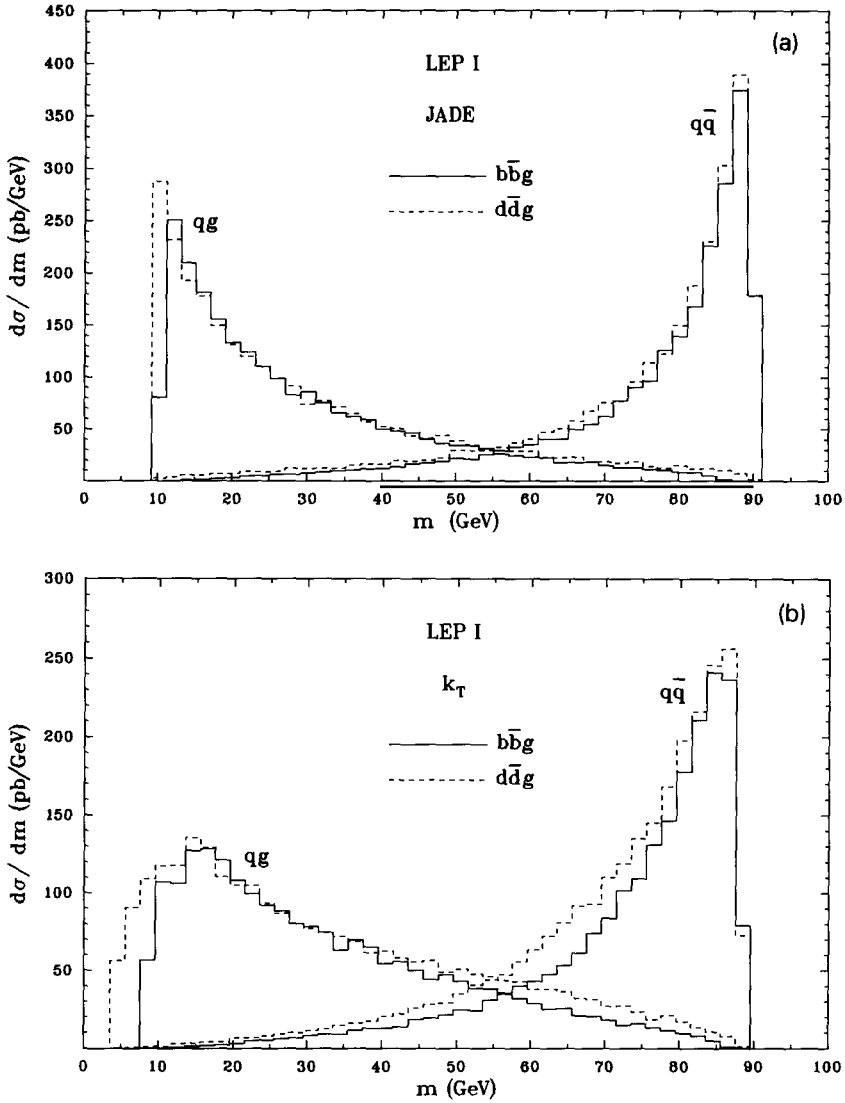 (a)
LEP I
JADE
bb̄g
dd̄g
qg
qq̄
450
400
350
300
250
200
150
100
50
dσ/ dm (pb/GeV)
0 10 20 30 40 50 60 70 80 90 100
m (GeV)
(b)
LEP I
k_T
bb̄g
dd̄g
qg
qq̄
300
250
200
150
100
50
dσ/ dm (pb/GeV)
0 10 20 30 40 50 60 70 80 90 100
m (GeV)